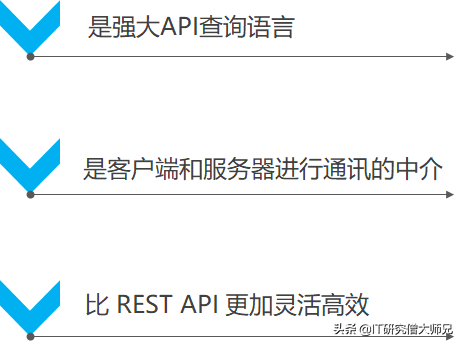 是强大API查询语言
是客户端和服务器进行通讯的中介
比 REST API 更加灵活高效
头条 @IT研究僧大师兄